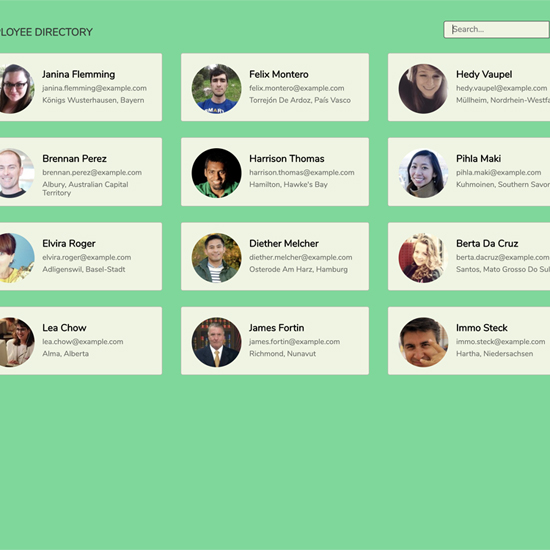 PLOYEE DIRECTORY
Search...
Janina Flemming
janina.flemming@example.com
Königs Wusterhausen, Bayern
Felix Montero
felix.montero@example.com
Torrejón De Ardoz, País Vasco
Hedy Vaupel
hedy.vaupel@example.com
Müllheim, Nordrhein-Westfa
Brennan Perez
brennan.perez@example.com
Albury, Australian Capital
Territory
Harrison Thomas
harrison.thomas@example.com
Hamilton, Hawke's Bay
Pihla Maki
pihla.maki@example.com
Kuhmoinen, Southern Savon
Elvira Roger
elvira.roger@example.com
Adligenswil, Basel-Stadt
Diether Melcher
diether.melcher@example.com
Osterode Am Harz, Hamburg
Berta Da Cruz
berta.dacruz@example.com
Santos, Mato Grosso Do Sul
Lea Chow
lea.chow@example.com
Alma, Alberta
James Fortin
james.fortin@example.com
Richmond, Nunavut
Immo Steck
immo.steck@example.com
Hartha, Niedersachsen